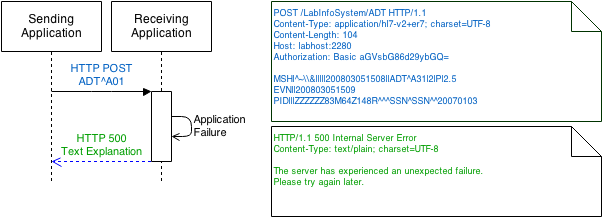 Sending
Application
Receiving
Application
HTTP POST
ADT^A01
Application
Failure
HTTP 500
Text Explanation
POST /LabInfoSystem/ADT HTTP/1.1
Content-Type: application/hl7-v2+er7; charset=UTF-8
Content-Length: 104
Host: labhost:2280
Authorization: Basic aGVsbG86d29ybGQ=
MSH|^~\\&|||||200803051508||ADT^A31|2|P|2.5
EVN||200803051509
PID|||ZZZZZZ83M64Z148R^^^SSN^SSN^^20070103
HTTP/1.1 500 Internal Server Error
Content-Type: text/plain; charset=UTF-8
The server has experienced an unexpected failure.
Please try again later.